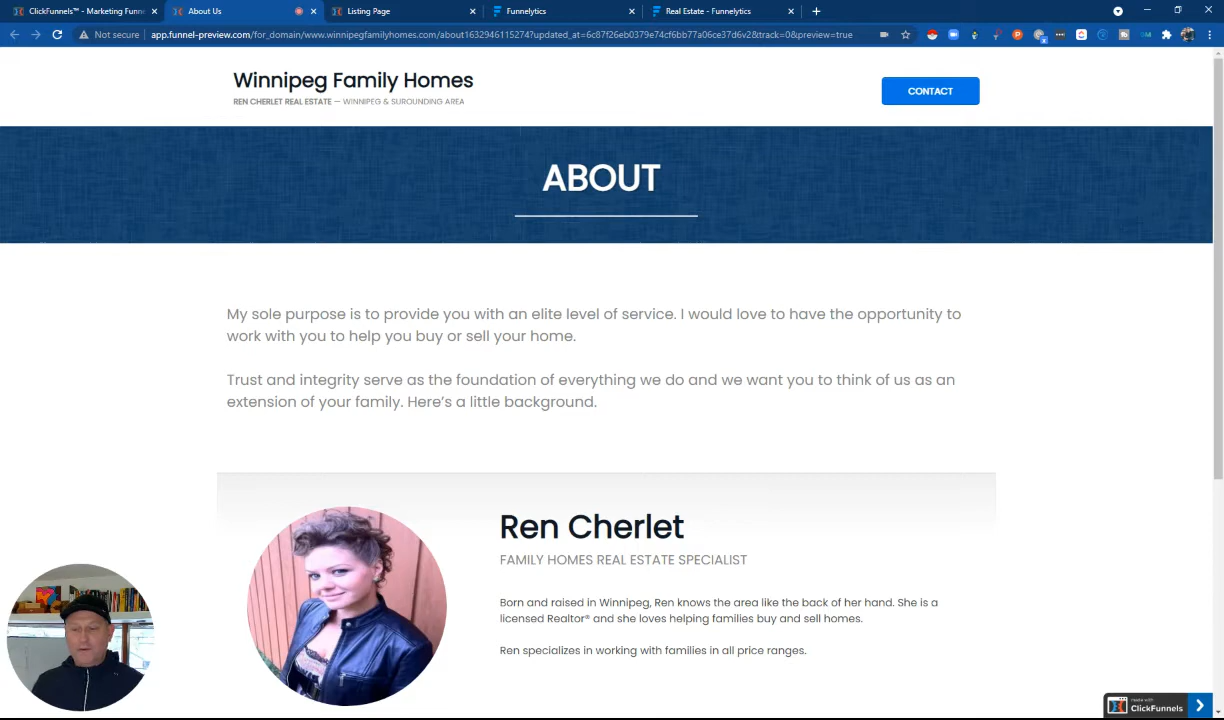 ClickFunnels™ - Marketing Funne
About Us
Listing Page
Funnelytics
Real Estate - Funnelytics
Not secure
app.funnel-preview.com/for_domain/www.winnipegfamilyhomes.com/about1632946115274?updated_at=6c87f26eb0379e74cf6bb77a06ce37d6v2&track=0&preview=true
Winnipeg Family Homes
REN CHERLET REAL ESTATE — WINNIPEG & SUROUNDING AREA
CONTACT
ABOUT
My sole purpose is to provide you with an elite level of service. I would love to have the opportunity to
work with you to help you buy or sell your home.
Trust and integrity serve as the foundation of everything we do and we want you to think of us as an
extension of your family. Here's a little background.
Ren Cherlet
FAMILY HOMES REAL ESTATE SPECIALIST
Born and raised in Winnipeg, Ren knows the area like the back of her hand. She is a
licensed Realtor® and she loves helping families buy and sell homes.
Ren specializes in working with families in all price ranges.
made with
ClickFunnels